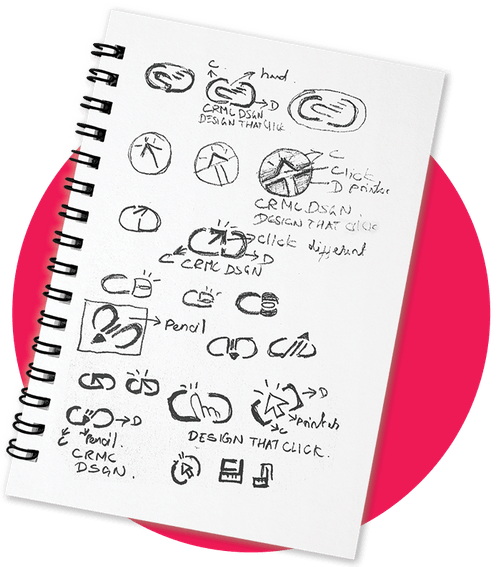 C hand
D
CRMC DSGN
DESIGN THAT CLICK
C
Click
D printer
CRMC DSGN.
DESIGN THAT CLICK
click different
C CRMC DSGN D
Pencil
D
D
printer
C
C Pencil.
DESIGN THAT CLICK.
CRMC
DSGN.